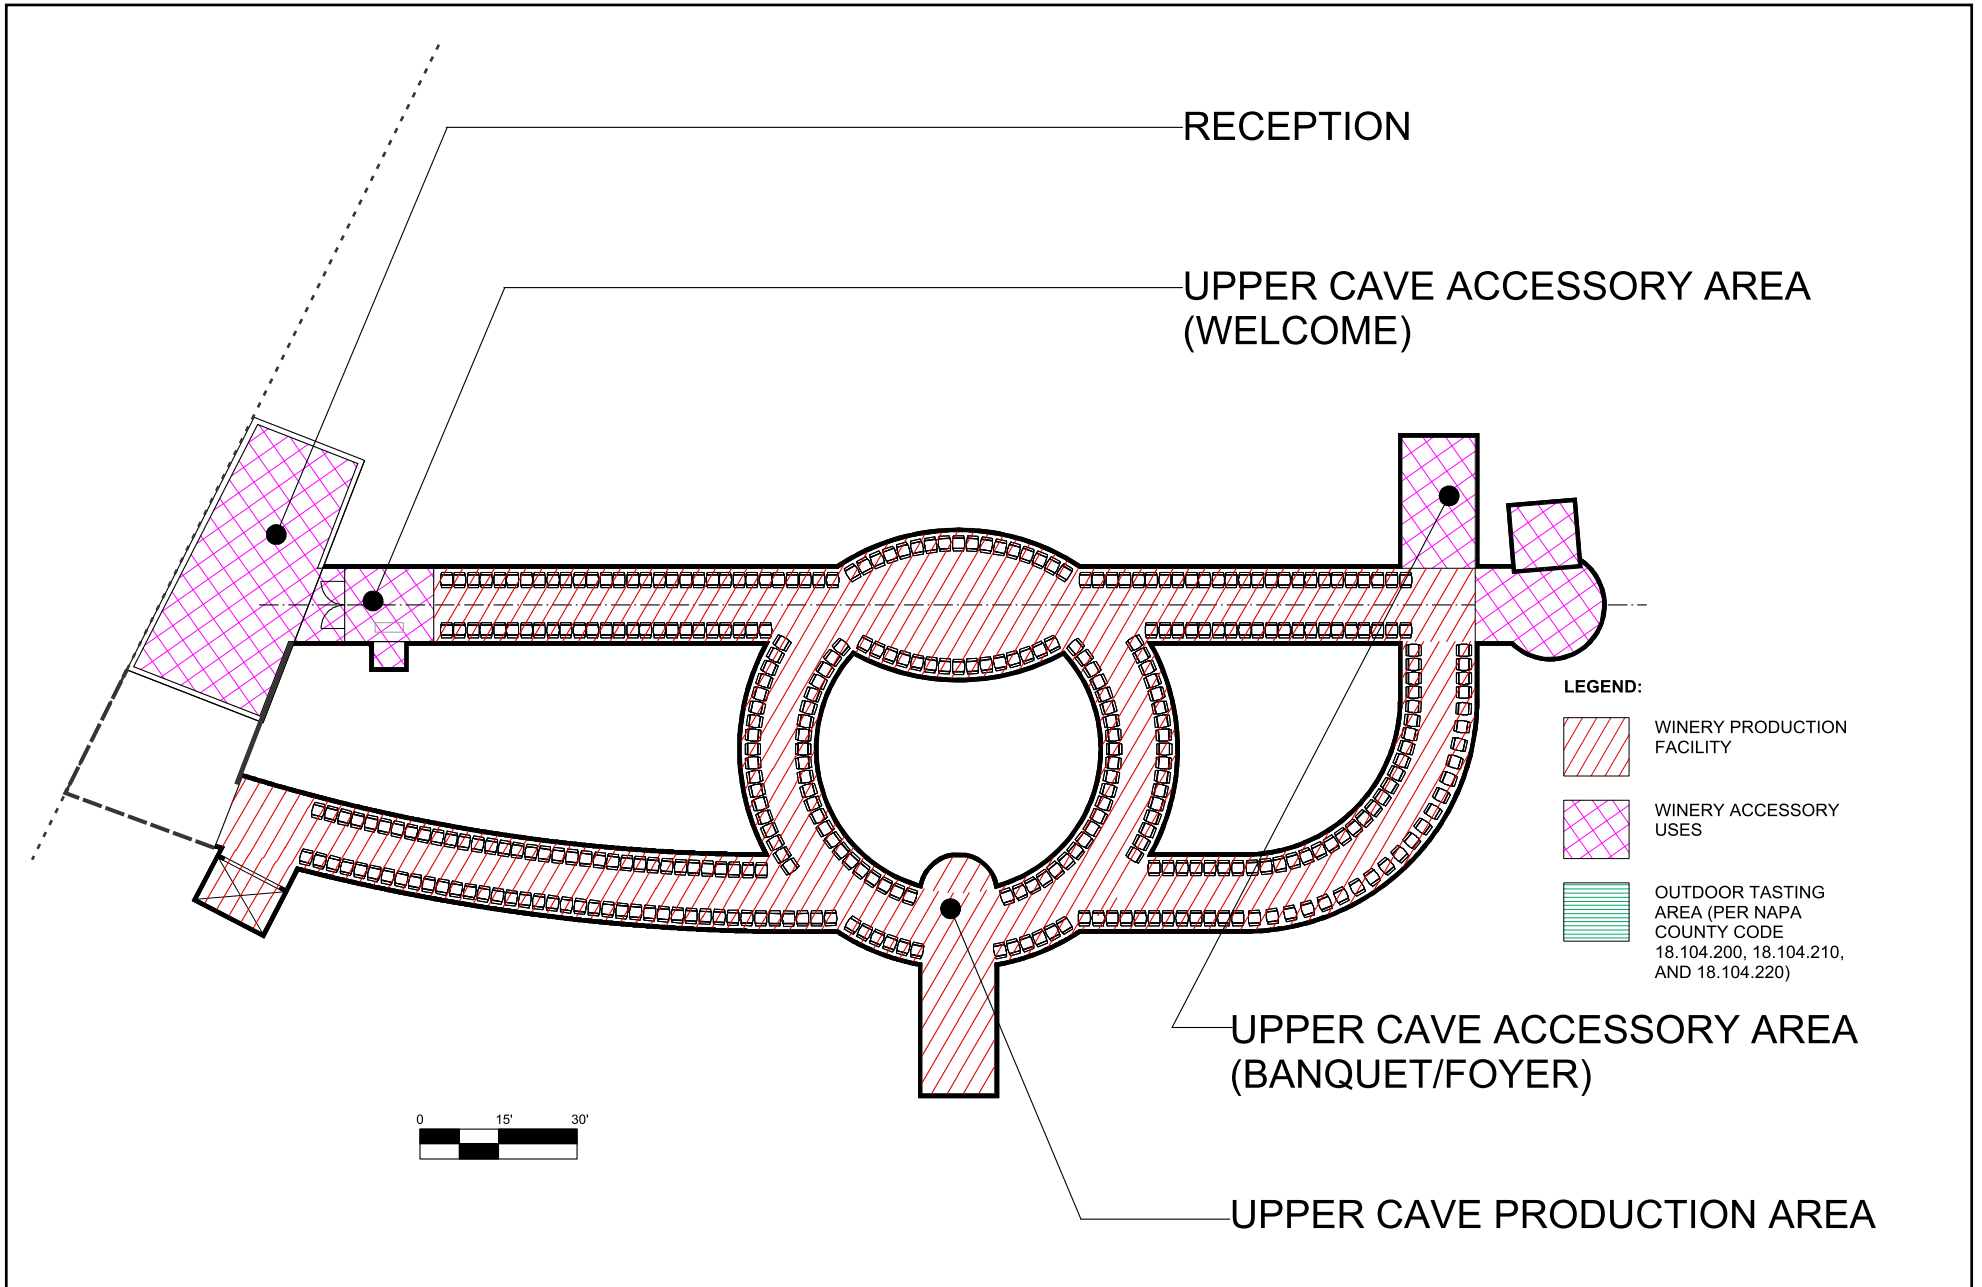 RECEPTION
UPPER CAVE ACCESSORY AREA
(WELCOME)
LEGEND:
WINERY PRODUCTION
FACILITY
WINERY ACCESSORY
USES
OUTDOOR TASTING
AREA (PER NAPA
COUNTY CODE
18.104.200, 18.104.210,
AND 18.104.220)
UPPER CAVE ACCESSORY AREA
(BANQUET/FOYER)
0 15' 30'
UPPER CAVE PRODUCTION AREA